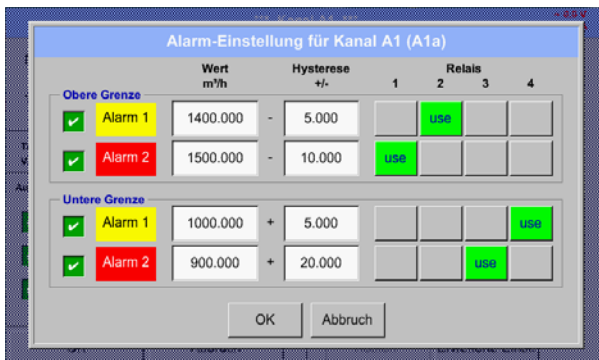 *** Kanal A1 ***
Alarm-Einstellung für Kanal A1 (A1a)
Wert Hysterese Relais
m³/h +/- 1 2 3 4
Obere Grenze
Alarm 1 1400.000 - 5.000 use
Alarm 2 1500.000 - 10.000 use
Untere Grenze
Alarm 1 1000.000 + 5.000 use
Alarm 2 900.000 + 20.000 use
OK Abbruch